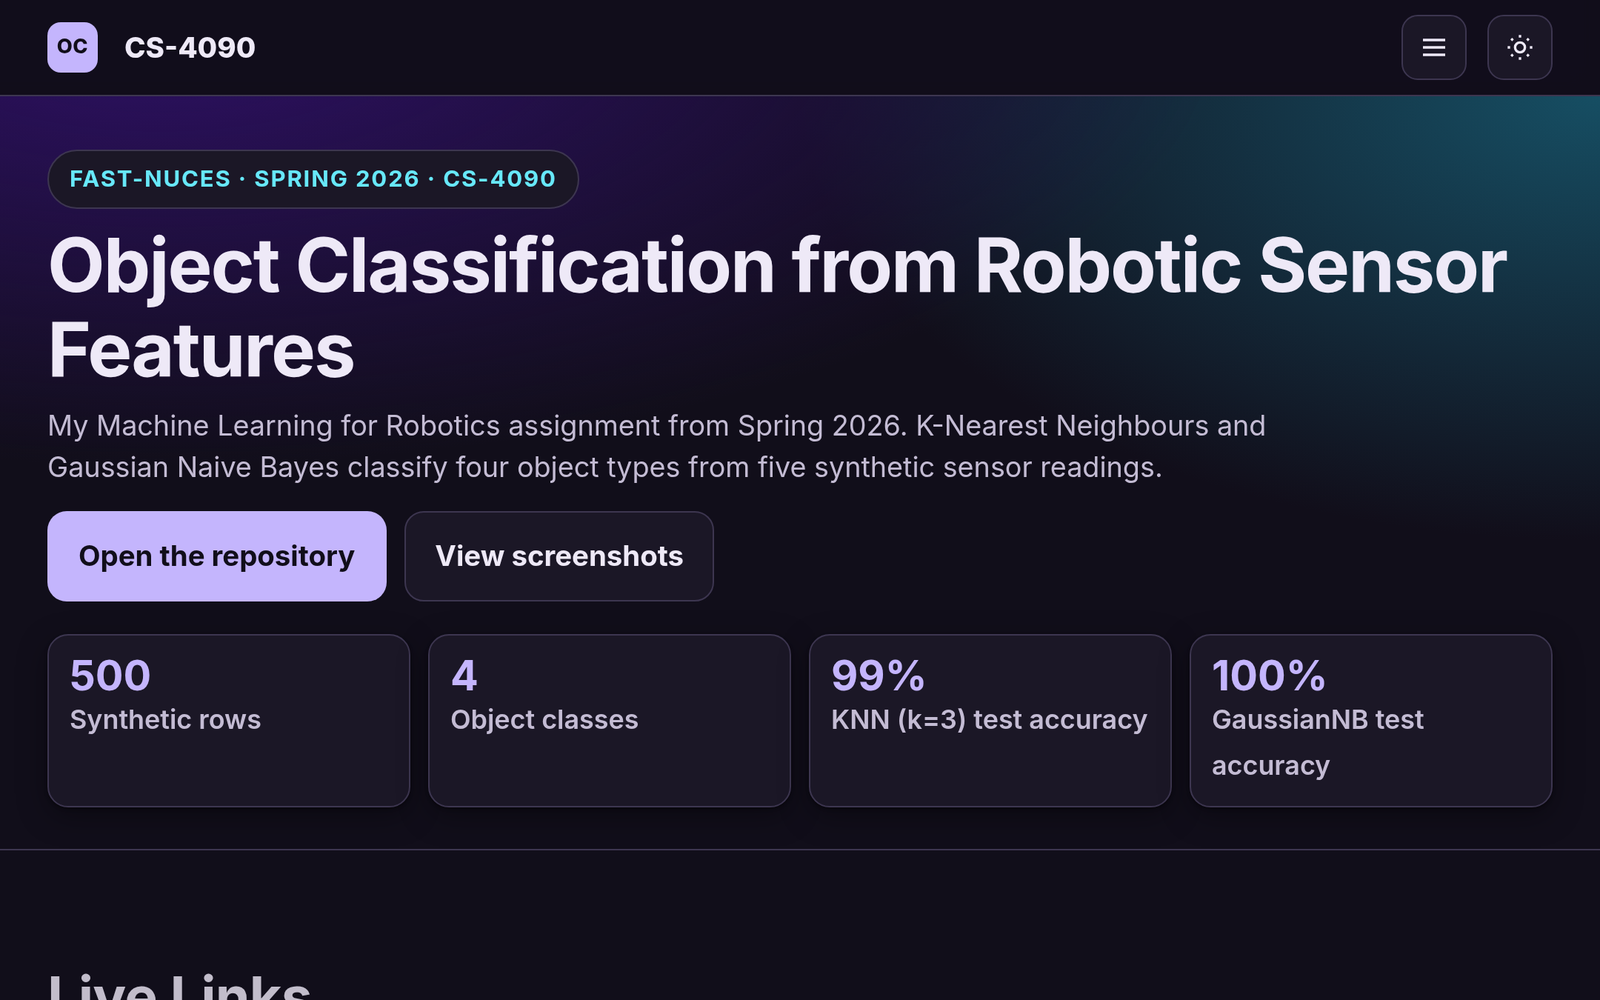 OC
CS-4090
FAST-NUCES · SPRING 2026 · CS-4090
Object Classification from Robotic Sensor
Features
My Machine Learning for Robotics assignment from Spring 2026. K-Nearest Neighbours and
Gaussian Naive Bayes classify four object types from five synthetic sensor readings.
Open the repository
View screenshots
500
Synthetic rows
4
Object classes
99%
KNN (k=3) test accuracy
100%
GaussianNB test
accuracy
Live Links